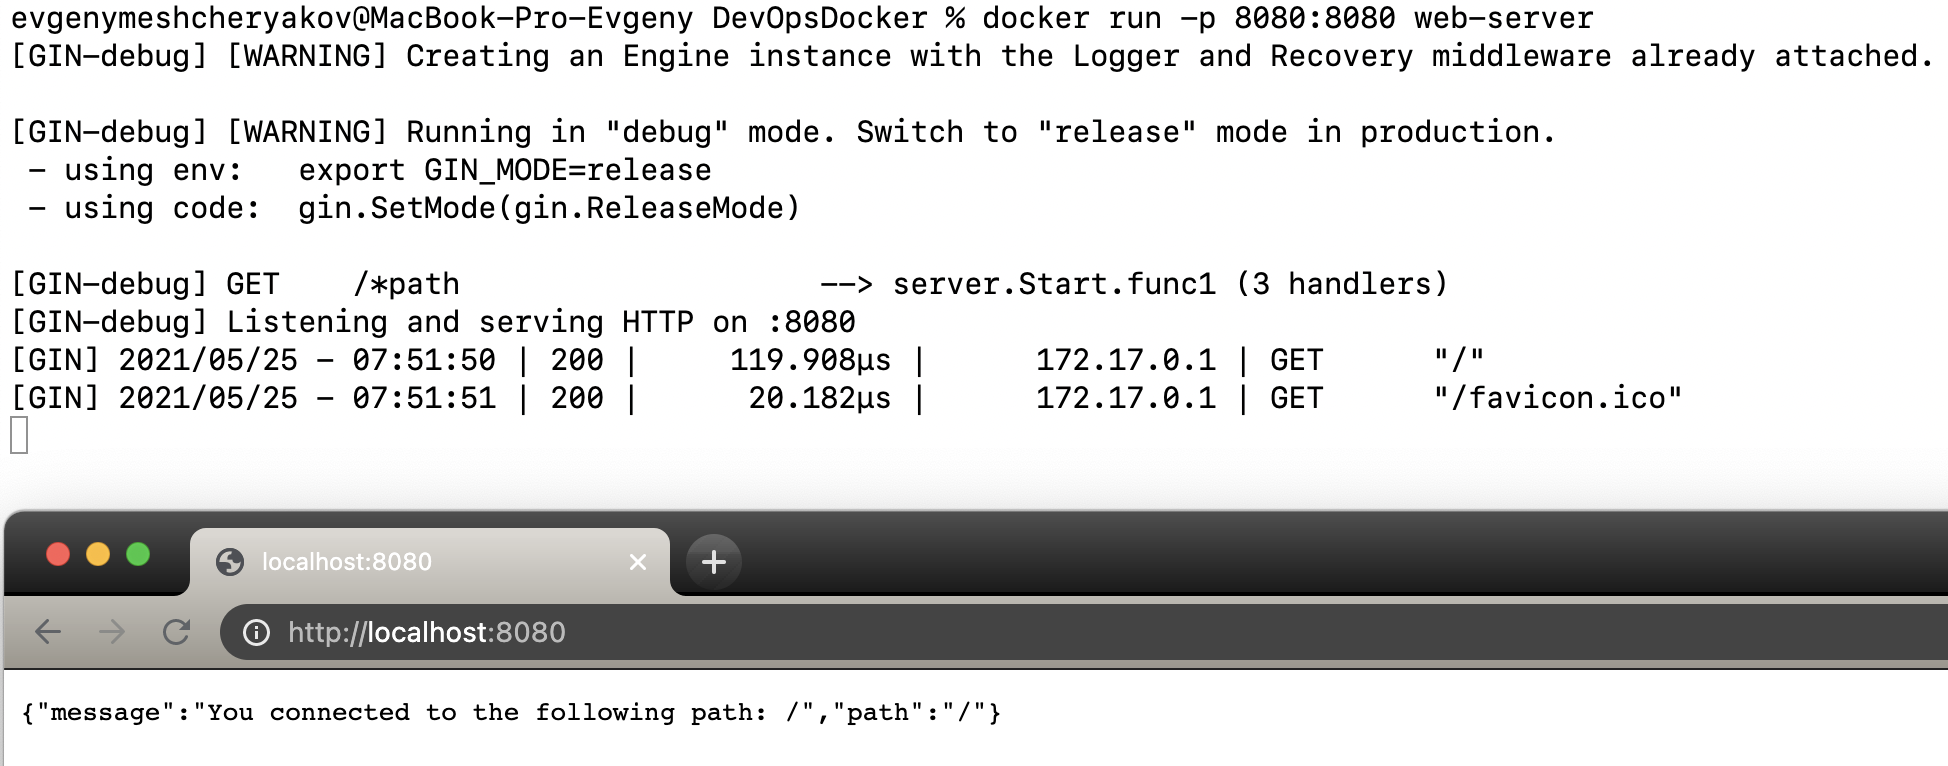 evgenymeshcheryakov@MacBook-Pro-Evgeny DevOpsDocker % docker run -p 8080:8080 web-server
[GIN-debug] [WARNING] Creating an Engine instance with the Logger and Recovery middleware already attached.
[GIN-debug] [WARNING] Running in "debug" mode. Switch to "release" mode in production.
 - using env:   export GIN_MODE=release
 - using code:  gin.SetMode(gin.ReleaseMode)
[GIN-debug] GET    /*path                    --> server.Start.func1 (3 handlers)
[GIN-debug] Listening and serving HTTP on :8080
[GIN] 2021/05/25 - 07:51:50 | 200 |     119.908µs |      172.17.0.1 | GET      "/"
[GIN] 2021/05/25 - 07:51:51 | 200 |      20.182µs |      172.17.0.1 | GET      "/favicon.ico"
localhost:8080
http://localhost:8080
{"message":"You connected to the following path: /","path":"/"}